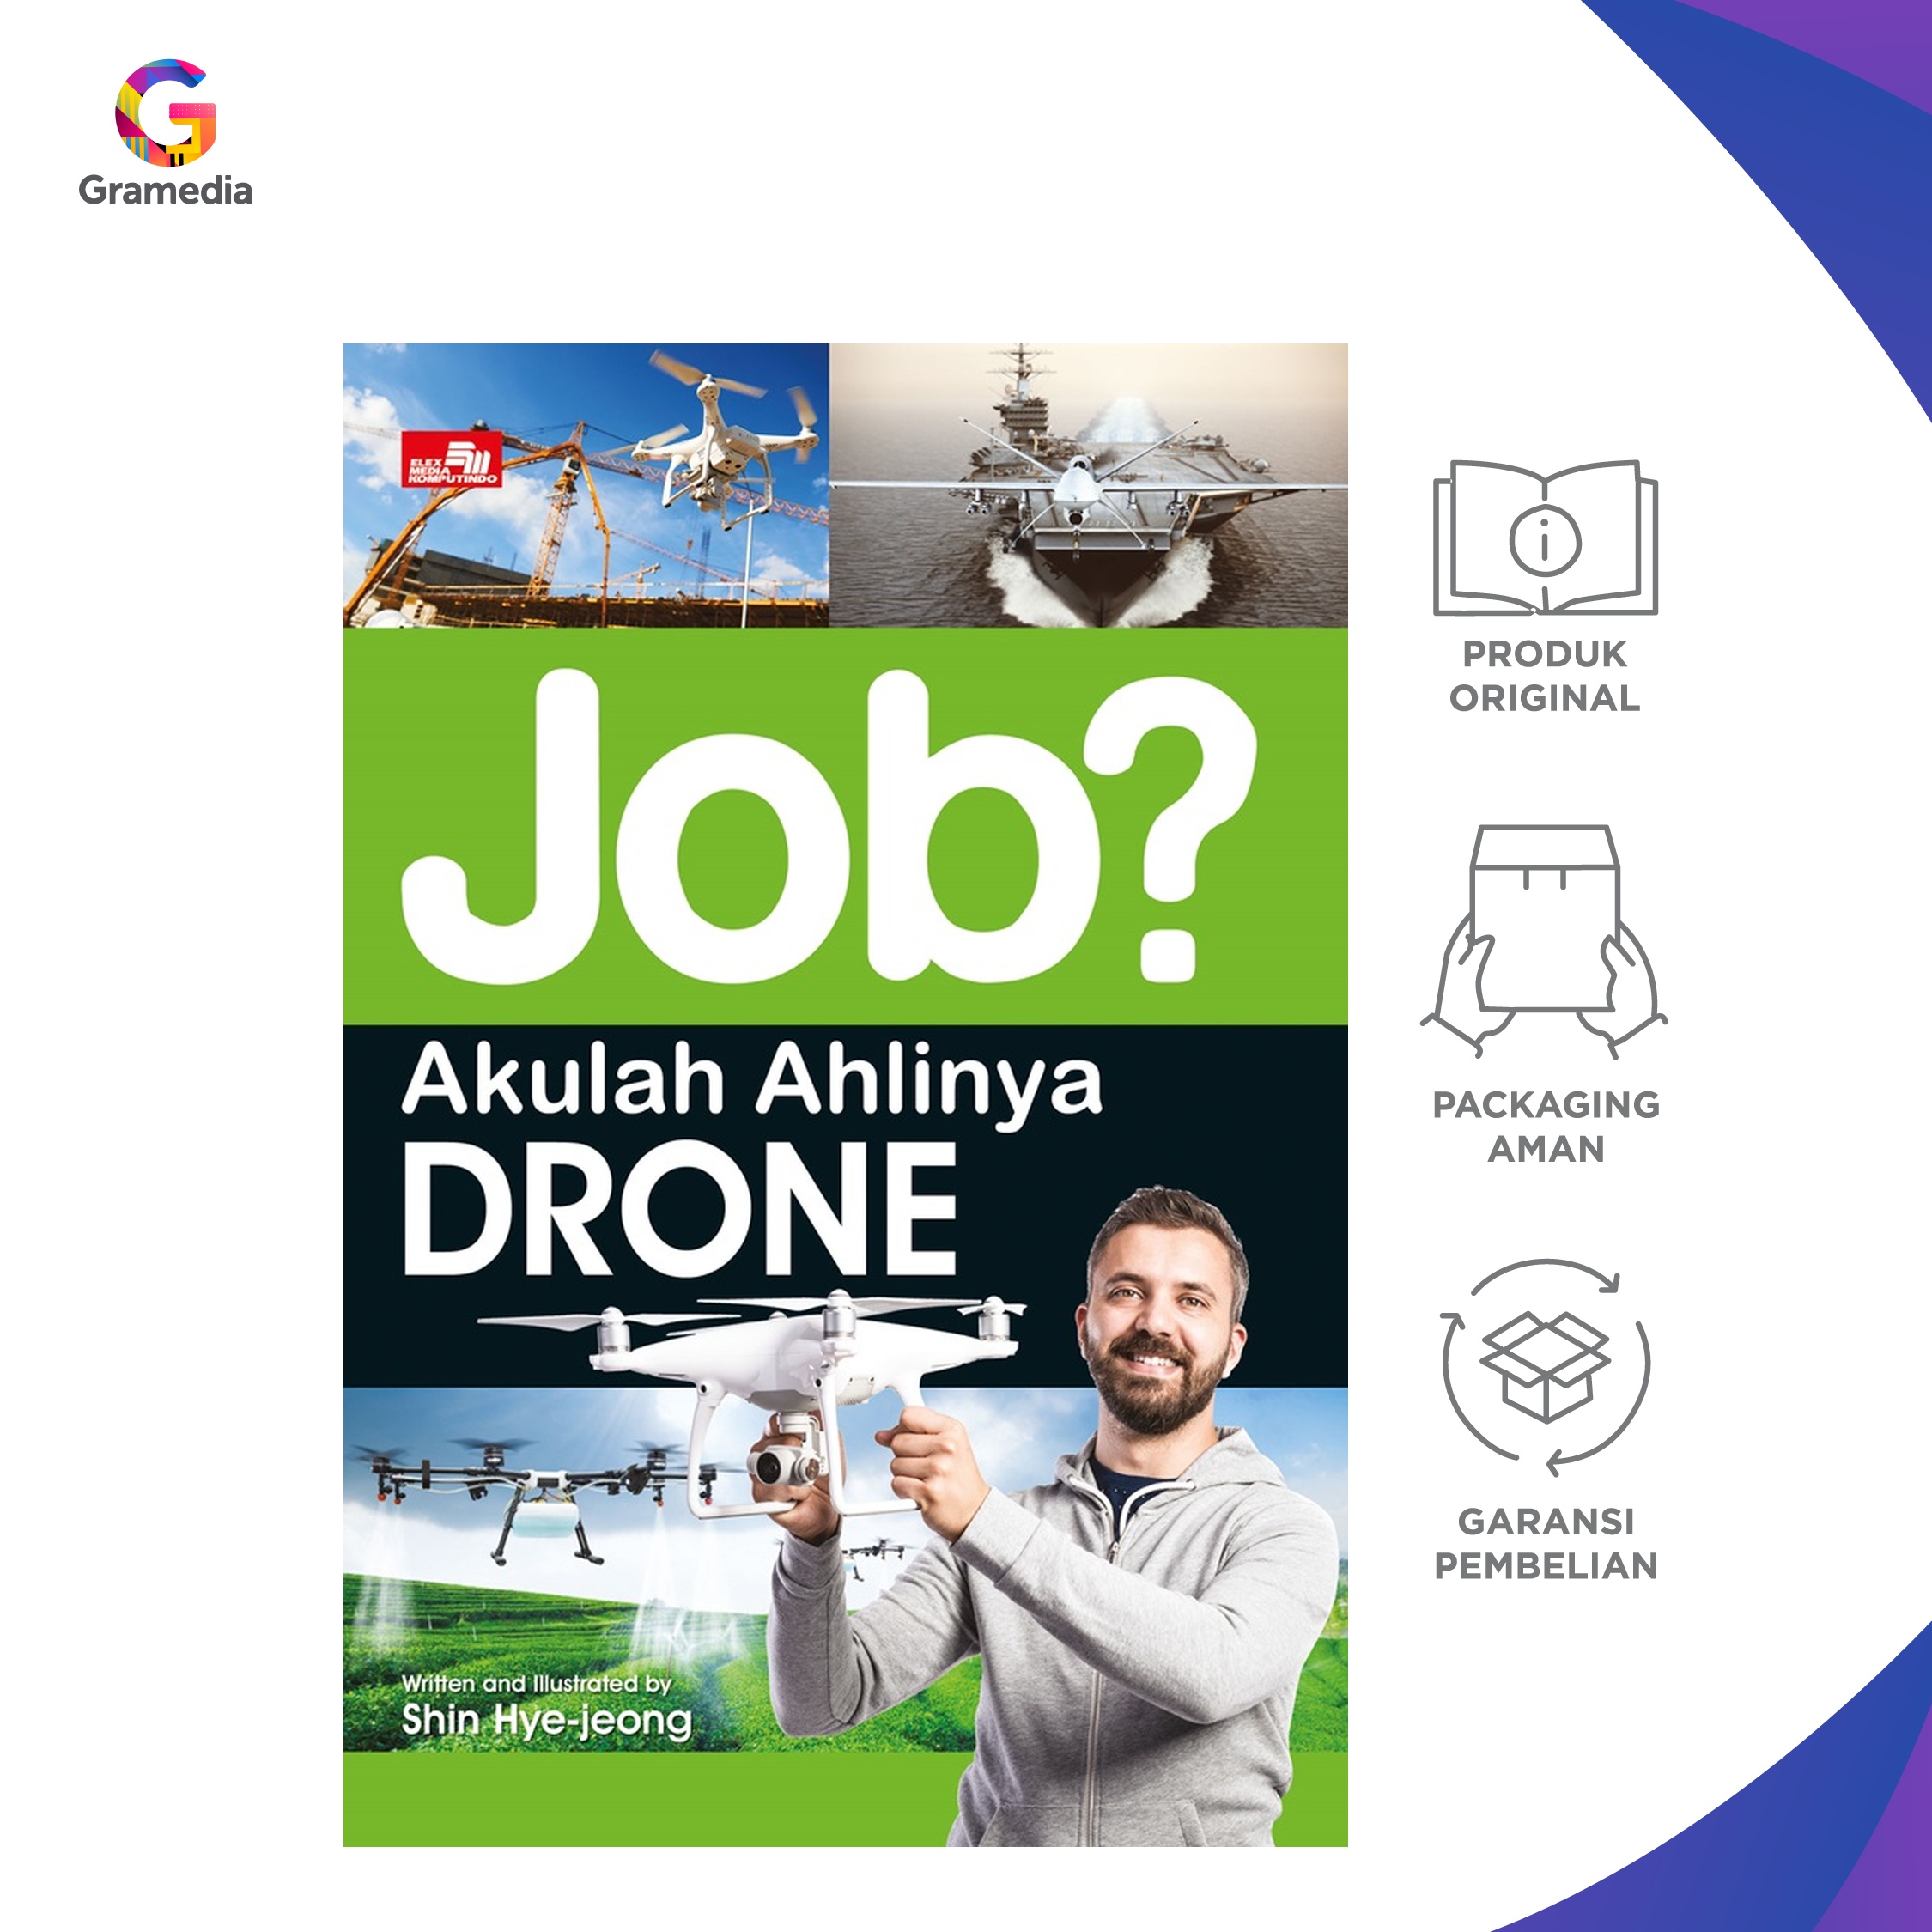 Gramedia
ELEX
MEDIA
KOMPUTINDO
Job?
Akulah Ahlinya
DRONE
Written and Illustrated by
Shin Hye-jeong
PRODUK
ORIGINAL
PACKAGING
AMAN
GARANSI
PEMBELIAN